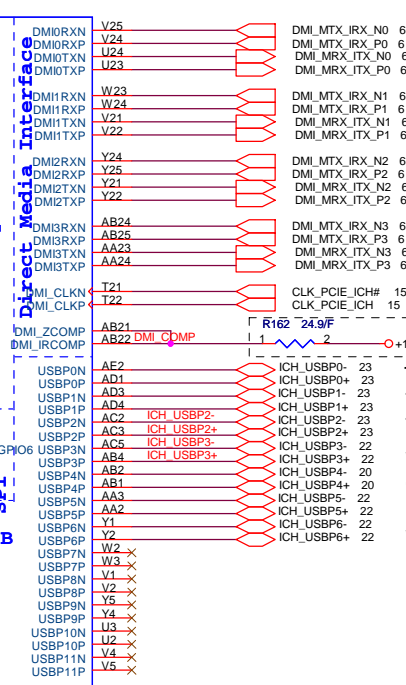 DMI0RXN V25 DMI_MTX_IRX_N0 6
DMI0RXP V24 DMI_MTX_IRX_P0 6
DMI0TXN U24 DMI_MRX_ITX_N0 6
DMI0TXP U23 DMI_MRX_ITX_P0 6
DMI1RXN W23 DMI_MTX_IRX_N1 6
DMI1RXP W24 DMI_MTX_IRX_P1 6
DMI1TXN V21 DMI_MRX_ITX_N1 6
DMI1TXP V22 DMI_MRX_ITX_P1 6
DMI2RXN Y24 DMI_MTX_IRX_N2 6
DMI2RXP Y25 DMI_MTX_IRX_P2 6
DMI2TXN Y21 DMI_MRX_ITX_N2 6
DMI2TXP Y22 DMI_MRX_ITX_P2 6
DMI3RXN AB24 DMI_MTX_IRX_N3 6
DMI3RXP AB25 DMI_MTX_IRX_P3 6
DMI3TXN AA23 DMI_MRX_ITX_N3 6
DMI3TXP AA24 DMI_MRX_ITX_P3 6
Direct Media Interface
DMI_CLKN T21 CLK_PCIE_ICH# 15
DMI_CLKP T22 CLK_PCIE_ICH 15
R162 24.9/F
DMI_ZCOMP AB21
DMI_IRCOMP AB22 DMI_COMP 1 2
USBP0N AE2 ICH_USBP0- 23
USBP0P AD1 ICH_USBP0+ 23
USBP1N AD3 ICH_USBP1- 23
USBP1P AD4 ICH_USBP1+ 23
USBP2N AC2 ICH_USBP2- ICH_USBP2- 23
USBP2P AC3 ICH_USBP2+ ICH_USBP2+ 23
GPIO6 USBP3N AC5 ICH_USBP3- ICH_USBP3- 22
USBP3P AB4 ICH_USBP3+ ICH_USBP3+ 22
USBP4N AB2 ICH_USBP4- 20
USBP4P AB1 ICH_USBP4+ 20
USBP5N AA3 ICH_USBP5- 22
USBP5P AA2 ICH_USBP5+ 22
USBP6N Y1 ICH_USBP6- 22
B USBP6P Y2 ICH_USBP6+ 22
USBP7N W2
USBP7P W3
USBP8N V1
USBP8P V2
USBP9N Y5
USBP9P Y4
USBP10N U3
USBP10P U2
USBP11N V4
USBP11P V5